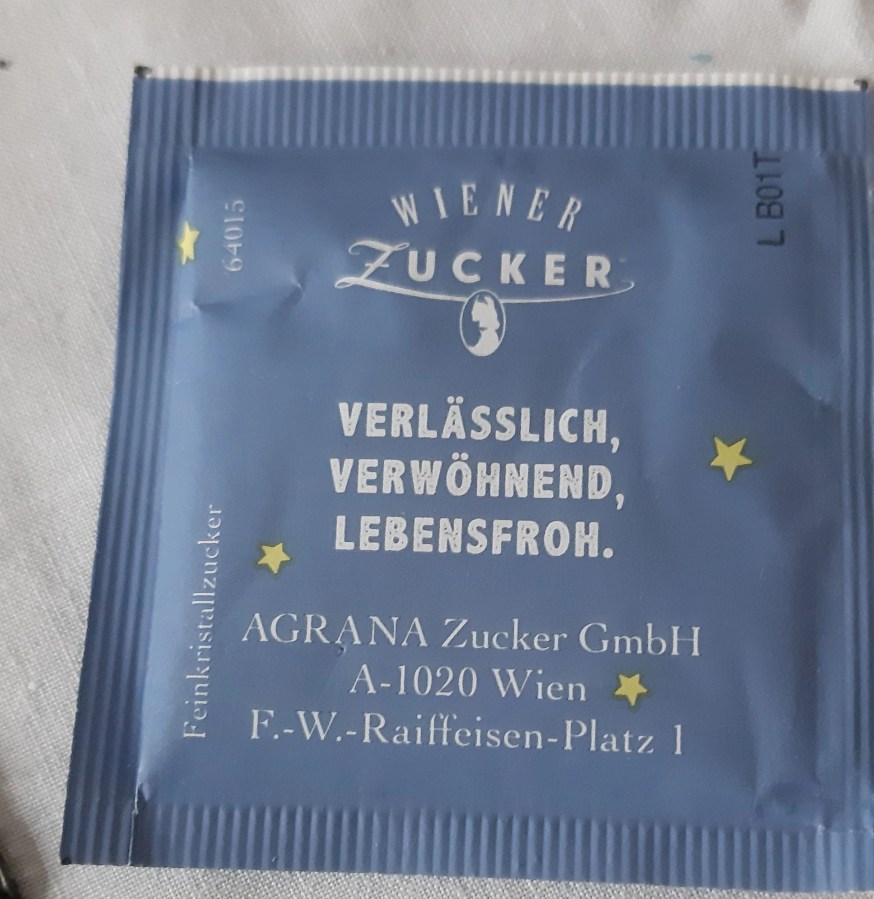 WIENER
ZUCKER
64015
L B01T
VERLÄSSLICH,
VERWÖHNEND,
LEBENSFROH.
Feinkristallzucker
AGRANA Zucker GmbH
A-1020 Wien
F.-W.-Raiffeisen-Platz 1